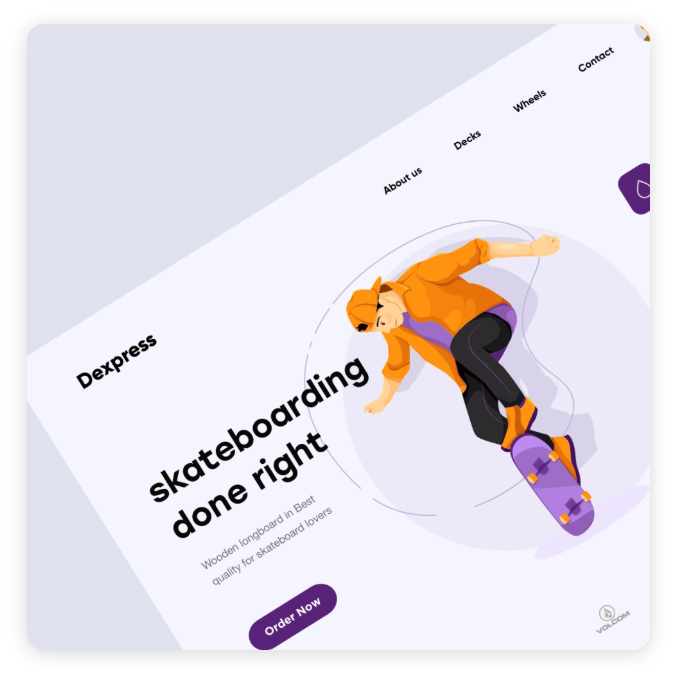 Contact
Wheels
Decks
About us
Dexpress
skateboarding
done right
Wooden longboard in Best
quality for skateboard lovers
Order Now
VOLCOM